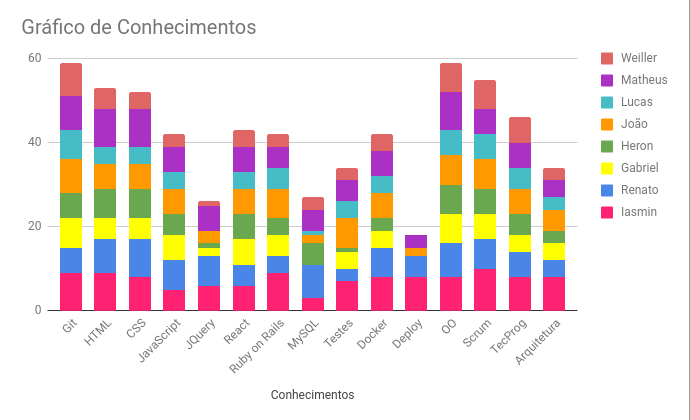 Gráfico de Conhecimentos
60
40
20
0
Weiller
Matheus
Lucas
João
Heron
Gabriel
Renato
Iasmin
Git
HTML
CSS
JavaScript
JQuery
React
Ruby on Rails
MySQL
Testes
Docker
Deploy
OO
Scrum
TecProg
Arquitetura
Conhecimentos